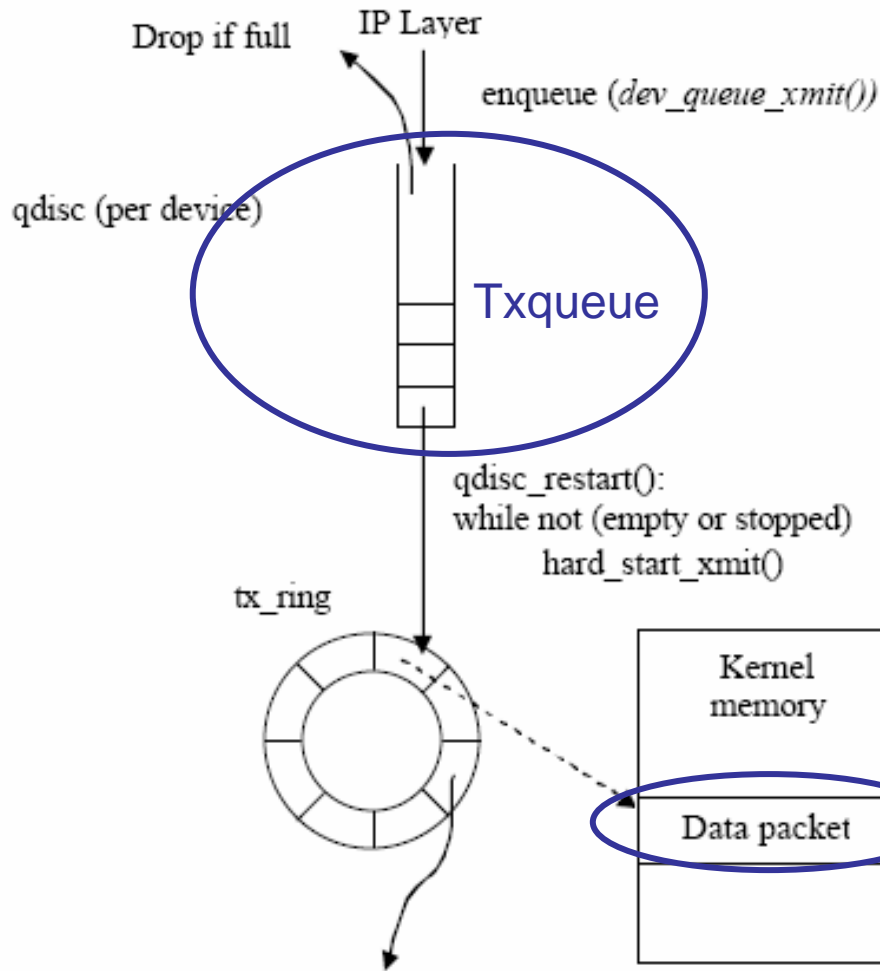 Drop if full
IP Layer
enqueue (dev_queue_xmit())
qdisc (per device)
Txqueue
qdisc_restart():
while not (empty or stopped)
hard_start_xmit()
tx_ring
Kernel
memory
Data packet